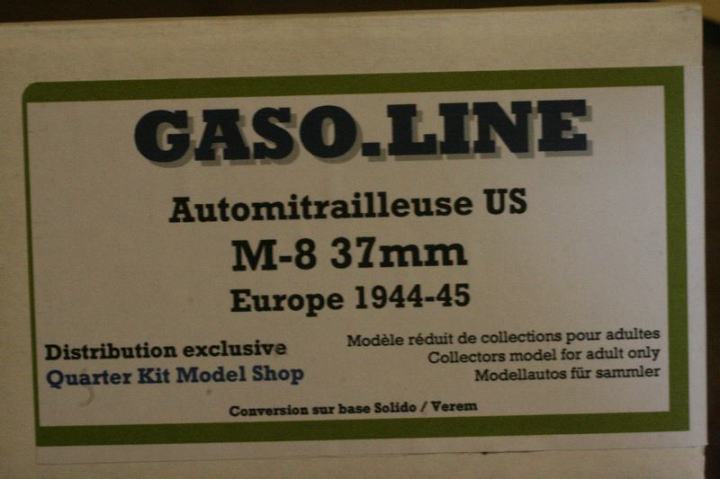 GASO.LINE
Automitrailleuse US
M-8 37mm
Europe 1944-45
Distribution exclusive
Quarter Kit Model Shop
Modèle réduit de collections pour adultes
Collectors model for adult only
Modellautos für sammler
Conversion sur base Solido / Verem